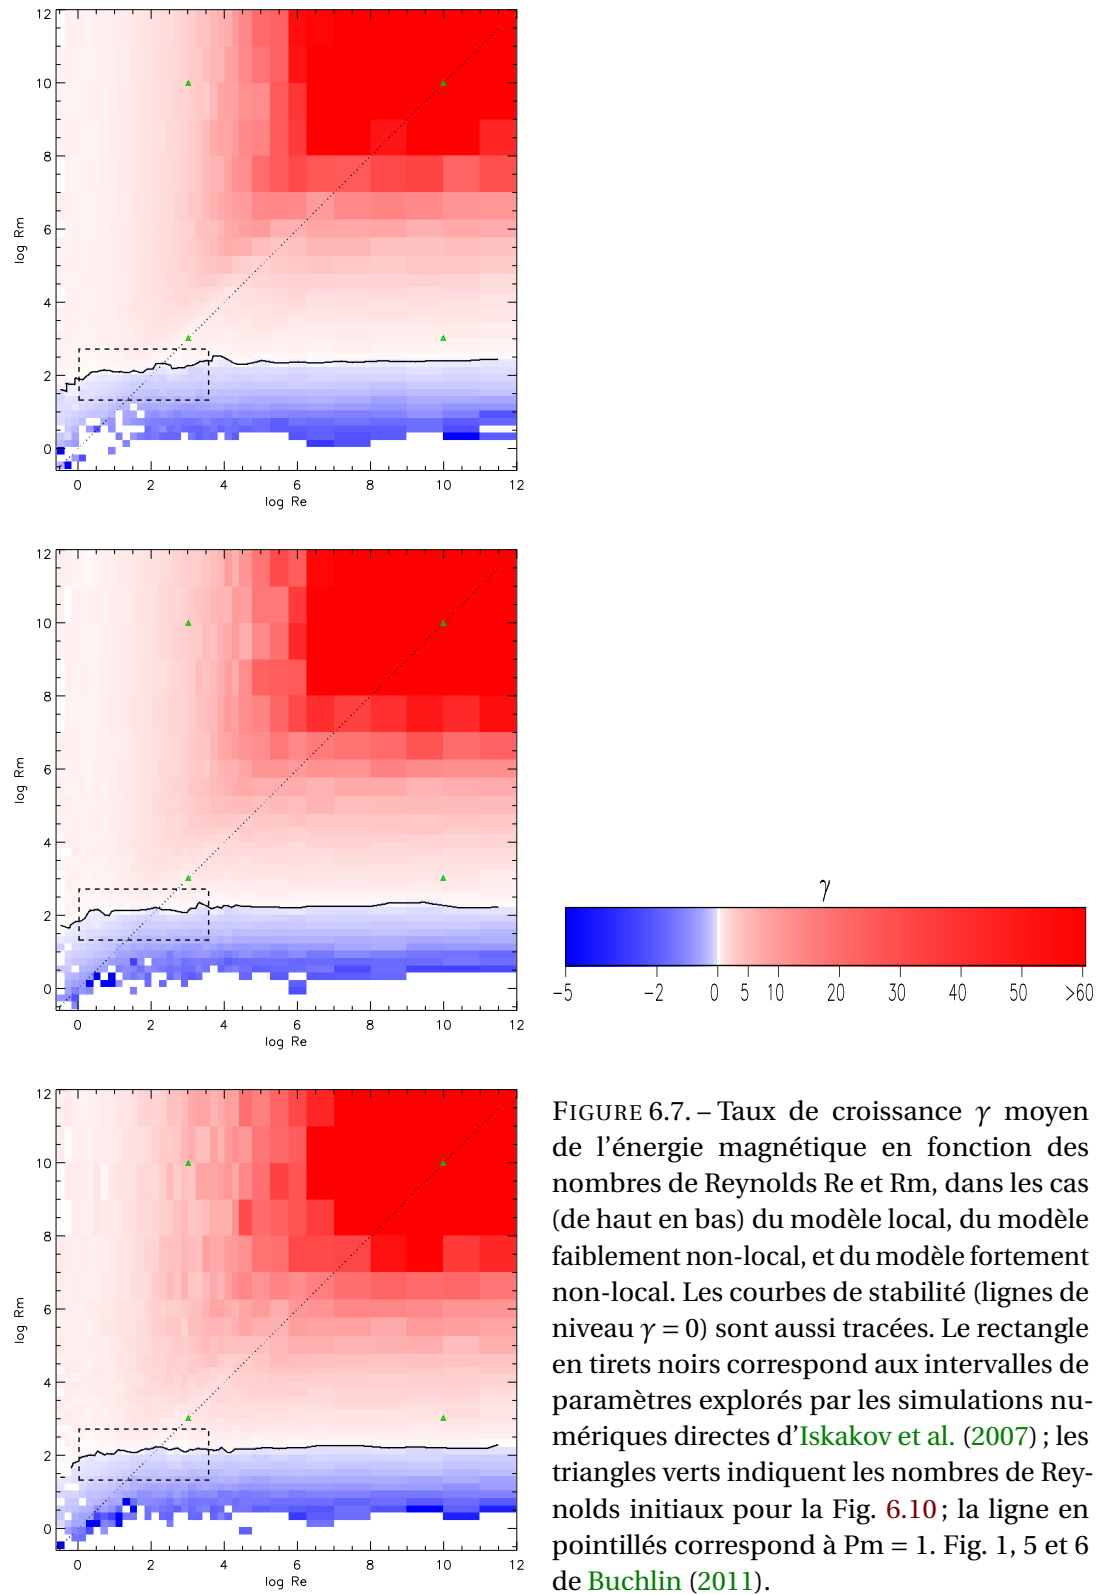 12
10
8
6
4
2
0
log Rm
0 2 4 6 8 10 12
log Re
12
10
8
6
4
2
0
log Rm
0 2 4 6 8 10 12
log Re
γ
-5 -2 0 5 10 20 30 40 50 >60
12
10
8
6
4
2
0
log Rm
0 2 4 6 8 10 12
log Re
FIGURE 6.7. – Taux de croissance γ moyen
de l'énergie magnétique en fonction des
nombres de Reynolds Re et Rm, dans les cas
(de haut en bas) du modèle local, du modèle
faiblement non-local, et du modèle fortement
non-local. Les courbes de stabilité (lignes de
niveau γ = 0) sont aussi tracées. Le rectangle
en tirets noirs correspond aux intervalles de
paramètres explorés par les simulations nu-
mériques directes d'Iskakov et al. (2007) ; les
triangles verts indiquent les nombres de Rey-
nolds initiaux pour la Fig. 6.10 ; la ligne en
pointillés correspond à Pm = 1. Fig. 1, 5 et 6
de Buchlin (2011).